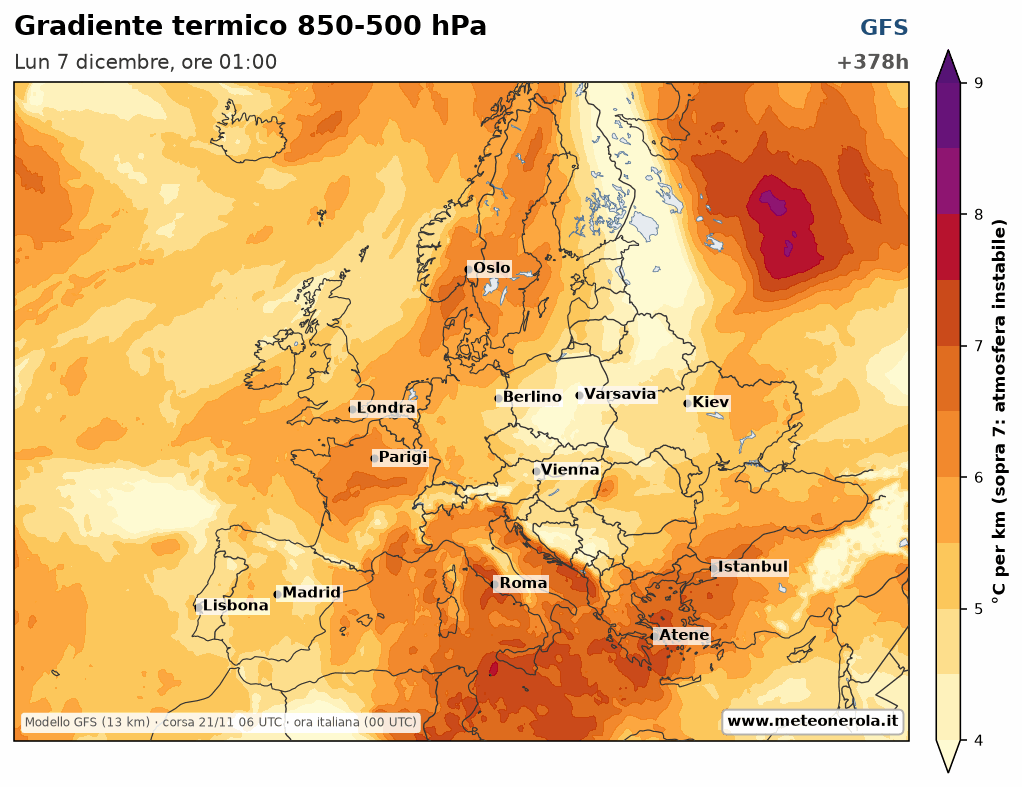 Gradiente termico 850-500 hPa
GFS
Lun 7 dicembre, ore 01:00
+378h
Oslo
Londra
Berlino
Varsavia
Kiev
Parigi
Vienna
Istanbul
Roma
Madrid
Lisbona
Atene
Modello GFS (13 km) · corsa 21/11 06 UTC · ora italiana (00 UTC)
www.meteonerola.it
9
8
7
6
5
4
°C per km (sopra 7: atmosfera instabile)